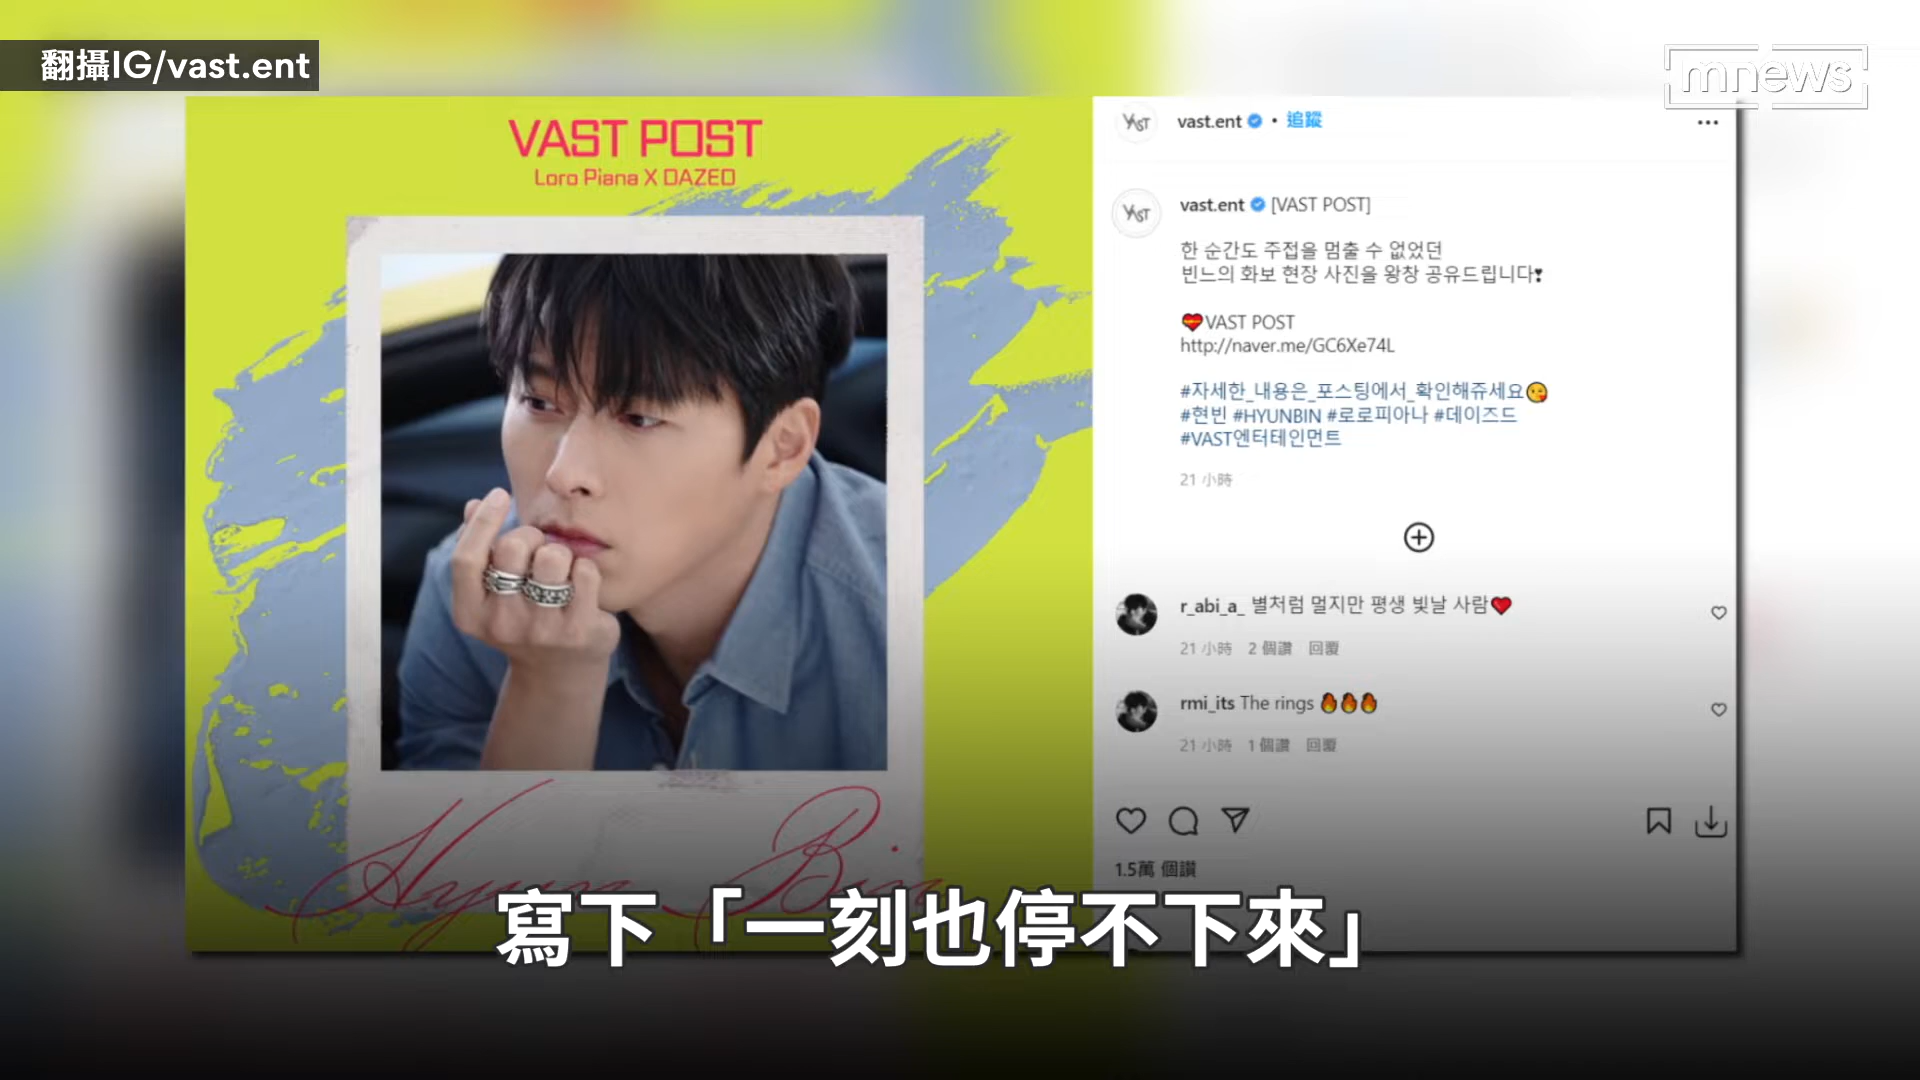 翻攝IG/vast.ent
mnews
VAST POST
Loro Piana X DAZED
Hyun Bin
VAST
vast.ent • 追蹤
VAST
vast.ent [VAST POST]
한 순간도 주접을 멈출 수 없었던
빈느의 화보 현장 사진을 왕창 공유드립니다❣
❤️VAST POST
http://naver.me/GC6Xe74L
#자세한_내용은_포스팅에서_확인해쥬세요😘
#현빈 #HYUNBIN #로로피아나 #데이즈드
#VAST엔터테인먼트
21 小時
r_abi_a_ 별처럼 멀지만 평생 빛날 사람❤️
21 小時 2 個讚 回覆
rmi_its The rings 🔥🔥🔥
21 小時 1 個讚 回覆
1.5萬 個讚
寫下「一刻也停不下來」